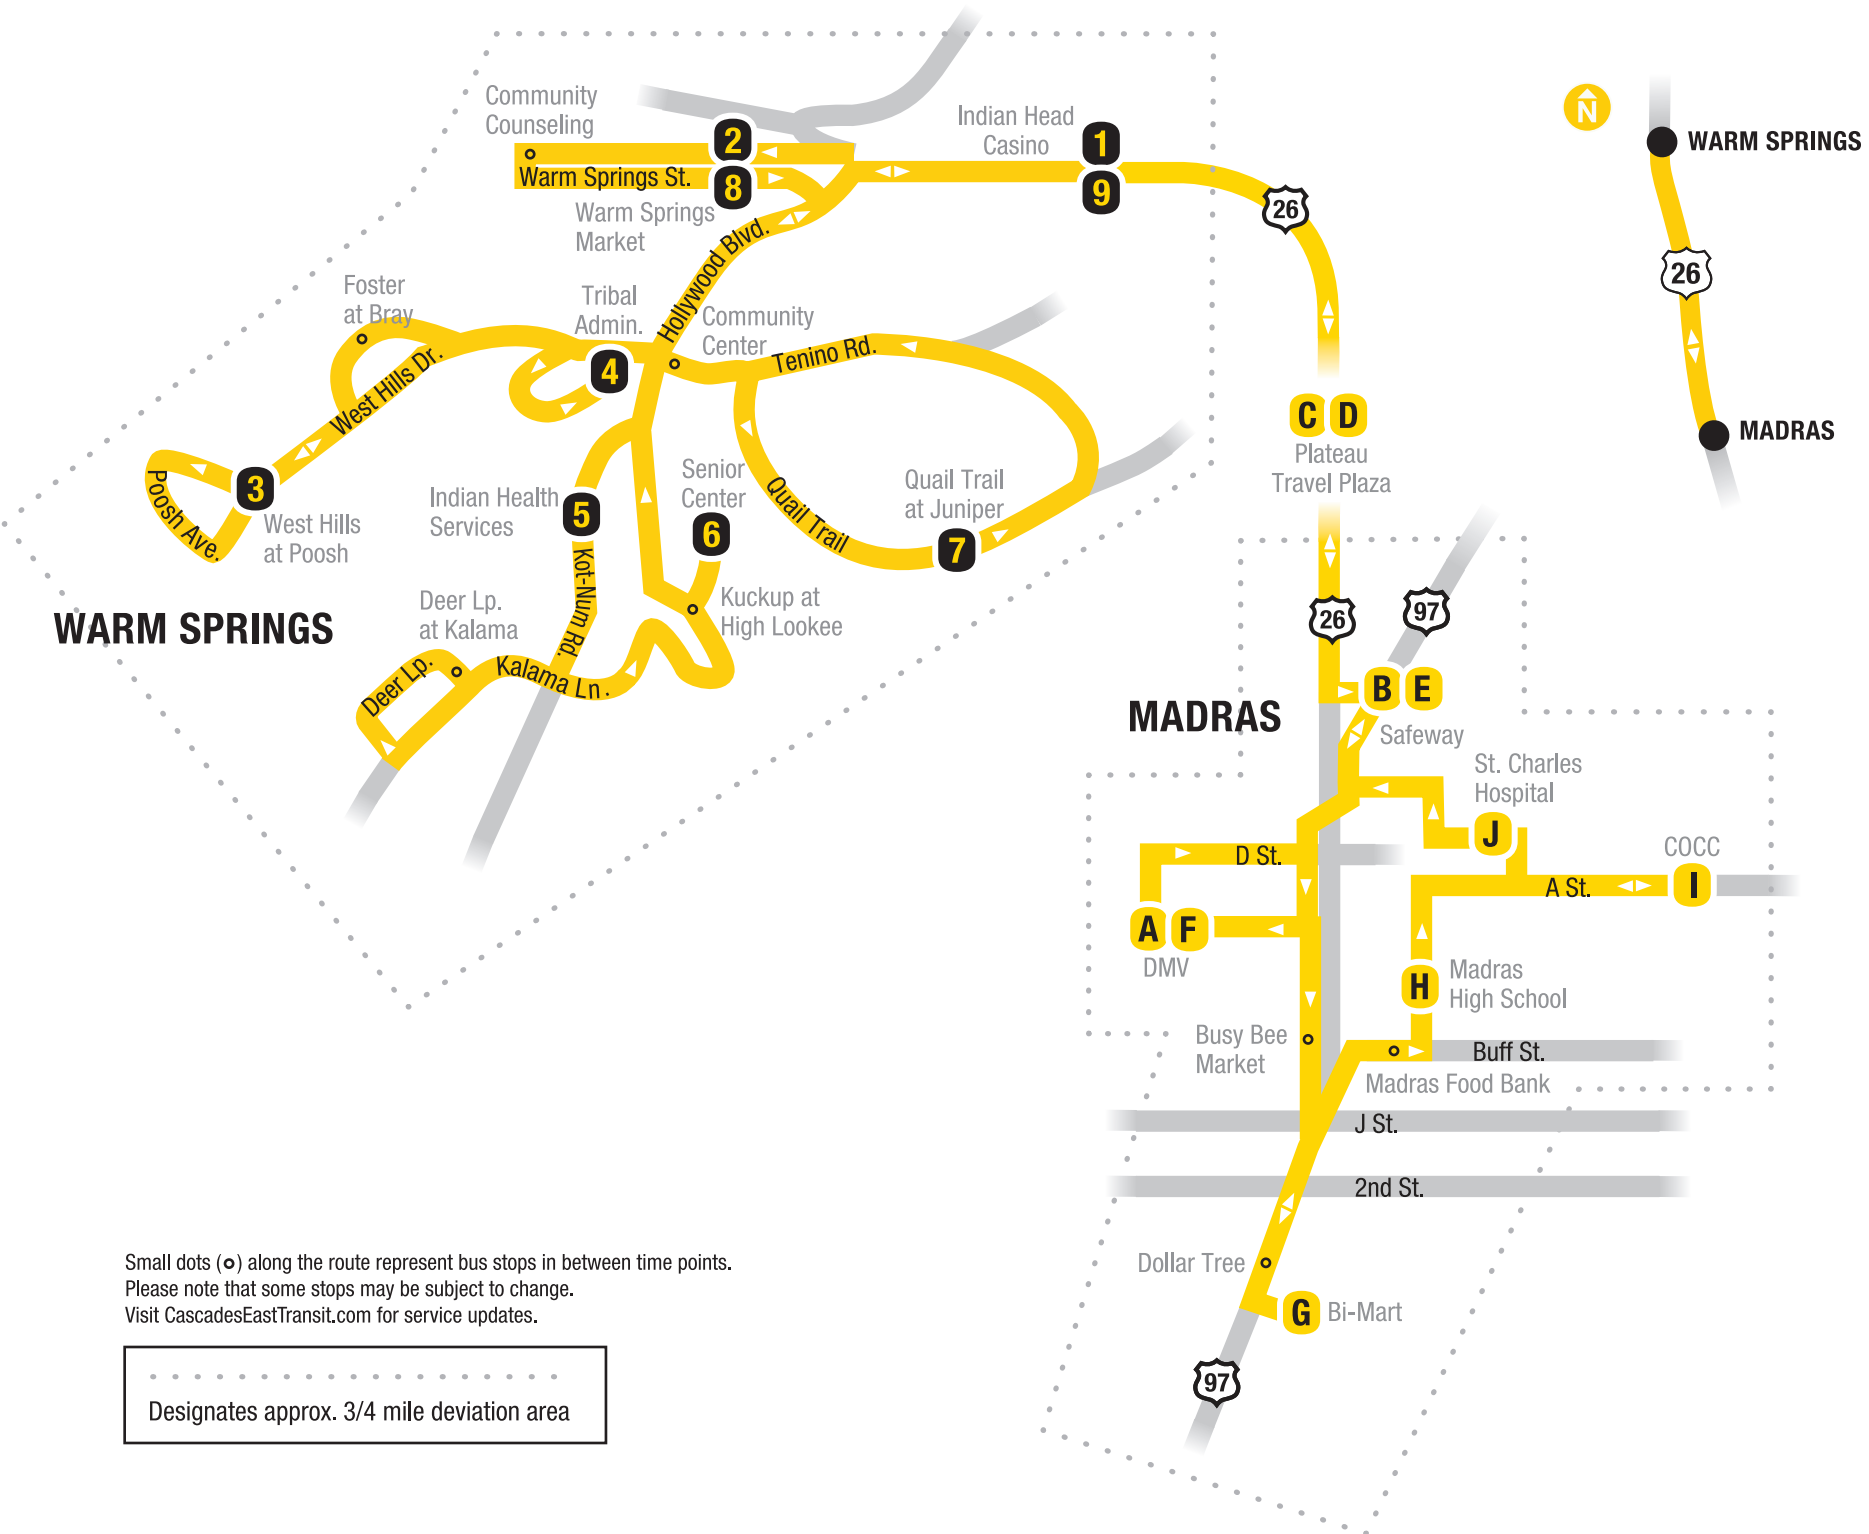 Community
Counseling
2
Warm Springs St.
8
Warm Springs
Market
Indian Head
Casino
1
9
26
N
WARM SPRINGS
26
MADRAS
Hollywood Blvd.
Foster
at Bray
Tribal
Admin.
4
Community
Center
Tenino Rd.
West Hills Dr.
3
Poosh Ave.
West Hills
at Poosh
Indian Health
Services
5
Senior
Center
6
Quail Trail
Quail Trail
at Juniper
7
C D
Plateau
Travel Plaza
Kot-Num Rd.
Kuckup at
High Lookee
WARM SPRINGS
Deer Lp.
at Kalama
Deer Lp.
Kalama Ln.
26
97
MADRAS
B E
Safeway
St. Charles
Hospital
J
D St.
COCC
A St.
I
A F
DMV
H
Madras
High School
Busy Bee
Market
Buff St.
Madras Food Bank
J St.
2nd St.
Dollar Tree
G Bi-Mart
97
Small dots (o) along the route represent bus stops in between time points.
Please note that some stops may be subject to change.
Visit CascadesEastTransit.com for service updates.
Designates approx. 3/4 mile deviation area